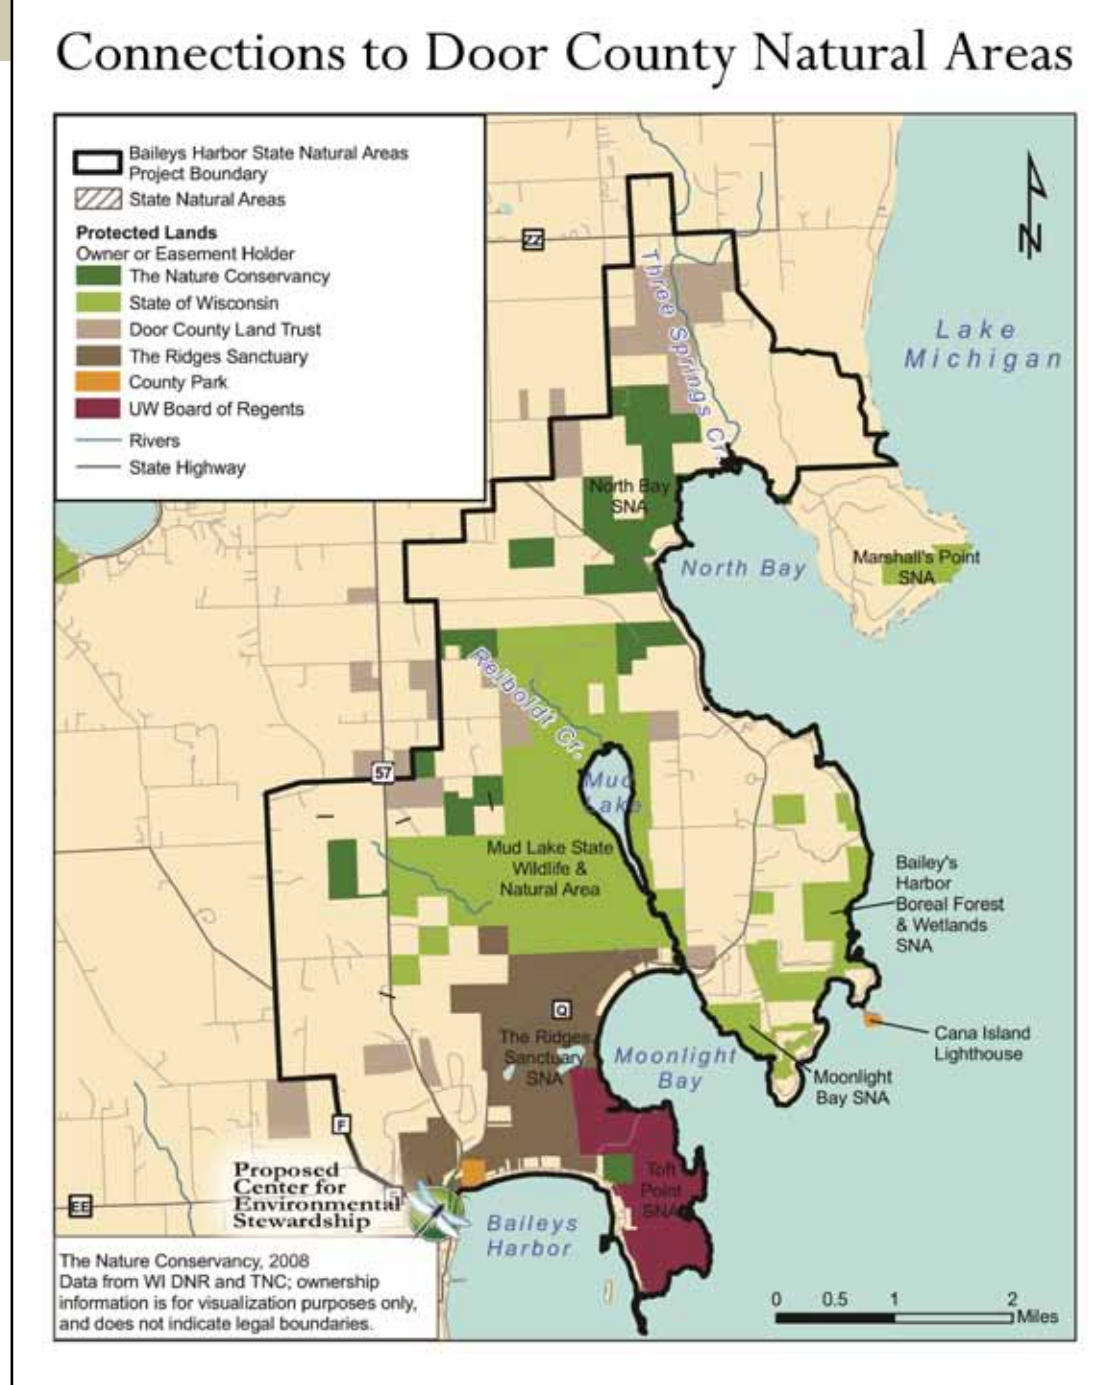 Connections to Door County Natural Areas
Baileys Harbor State Natural Areas
Project Boundary
State Natural Areas
Protected Lands
Owner or Easement Holder
The Nature Conservancy
State of Wisconsin
Door County Land Trust
The Ridges Sanctuary
County Park
UW Board of Regents
Rivers
State Highway
ZZ
N
Three Springs Cr.
Lake
Michigan
North Bay
SNA
North Bay
Marshall's Point
SNA
Reiboldt Cr.
57
Mud
Lake
Mud Lake State
Wildlife &
Natural Area
Bailey's
Harbor
Boreal Forest
& Wetlands
SNA
Q
The Ridges
Sanctuary
SNA
Moonlight
Bay
Cana Island
Lighthouse
Moonlight
Bay SNA
F
Proposed
Center for
Environmental
Stewardship
EE
F
Toft
Point
SNA
Baileys
Harbor
The Nature Conservancy, 2008
Data from WI DNR and TNC; ownership
information is for visualization purposes only,
and does not indicate legal boundaries.
0 0.5 1 2
Miles